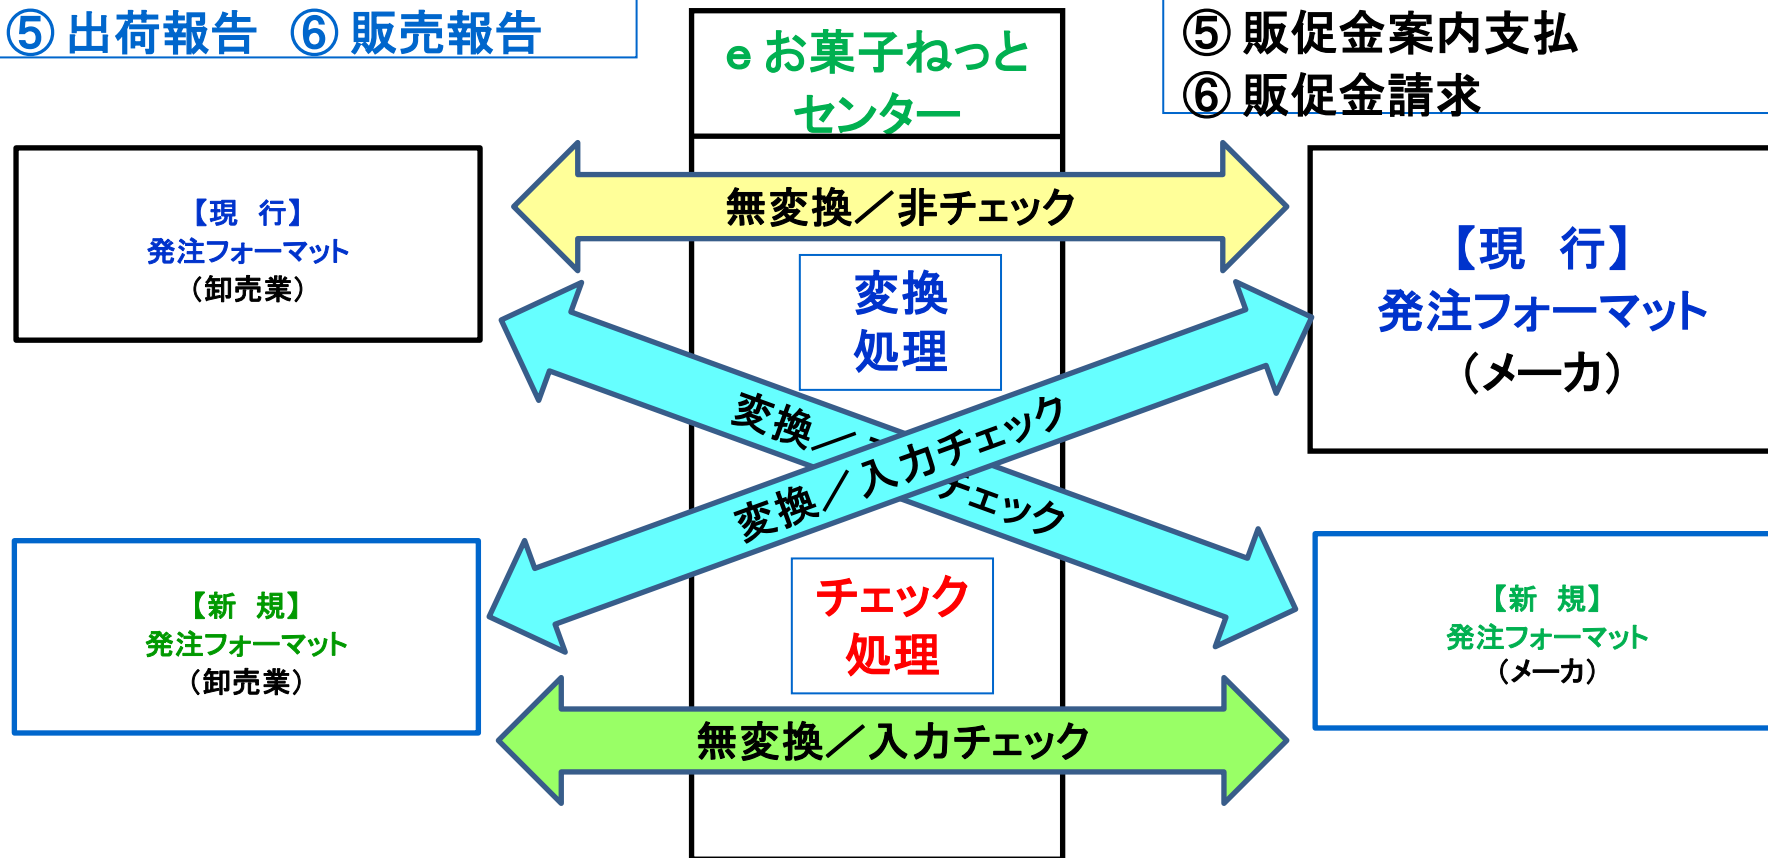 ⑤ 出荷報告 ⑥ 販売報告
e お菓子ねっと
センター
⑤ 販促金案内支払
⑥ 販促金請求
【現 行】
発注フォーマット
（卸売業）
無変換／非チェック
【現 行】
発注フォーマット
（メーカ）
変換
処理
変換／
チェック
変換／入力チェック
チェック
処理
【新 規】
発注フォーマット
（卸売業）
【新 規】
発注フォーマット
（メーカ）
無変換／入力チェック